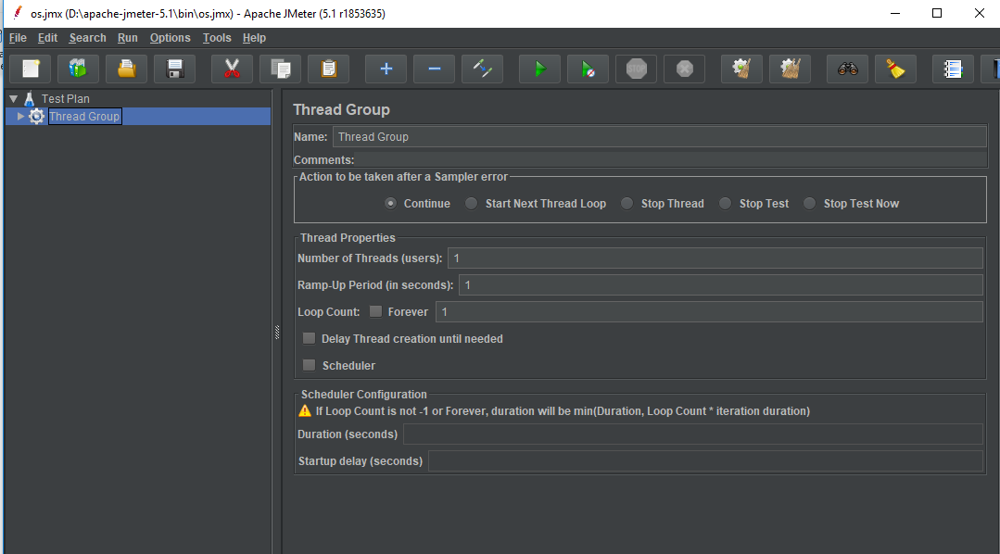 os.jmx (D:\apache-jmeter-5.1\bin\os.jmx) - Apache JMeter (5.1 r1853635)
File Edit Search Run Options Tools Help
STOP
Test Plan
Thread Group
Thread Group
Name: Thread Group
Comments:
Action to be taken after a Sampler error
Continue Start Next Thread Loop Stop Thread Stop Test Stop Test Now
Thread Properties
Number of Threads (users): 1
Ramp-Up Period (in seconds): 1
Loop Count: Forever 1
Delay Thread creation until needed
Scheduler
Scheduler Configuration
If Loop Count is not -1 or Forever, duration will be min(Duration, Loop Count * iteration duration)
Duration (seconds)
Startup delay (seconds)